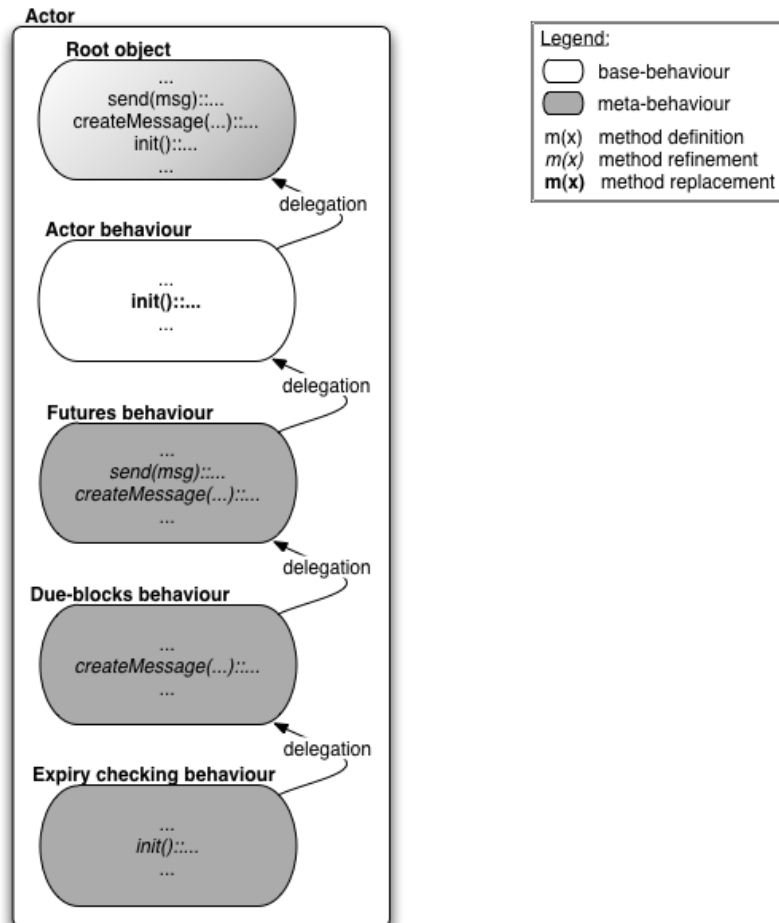 Actor
Root object
...
send(msg)::...
createMessage(...)::...
init()::...
...
delegation
Actor behaviour
...
init()::...
...
delegation
Futures behaviour
...
send(msg)::...
createMessage(...)::...
...
delegation
Due-blocks behaviour
...
createMessage(...)::...
...
delegation
Expiry checking behaviour
...
init()::...
...
Legend:
base-behaviour
meta-behaviour
m(x) method definition
m(x) method refinement
m(x) method replacement